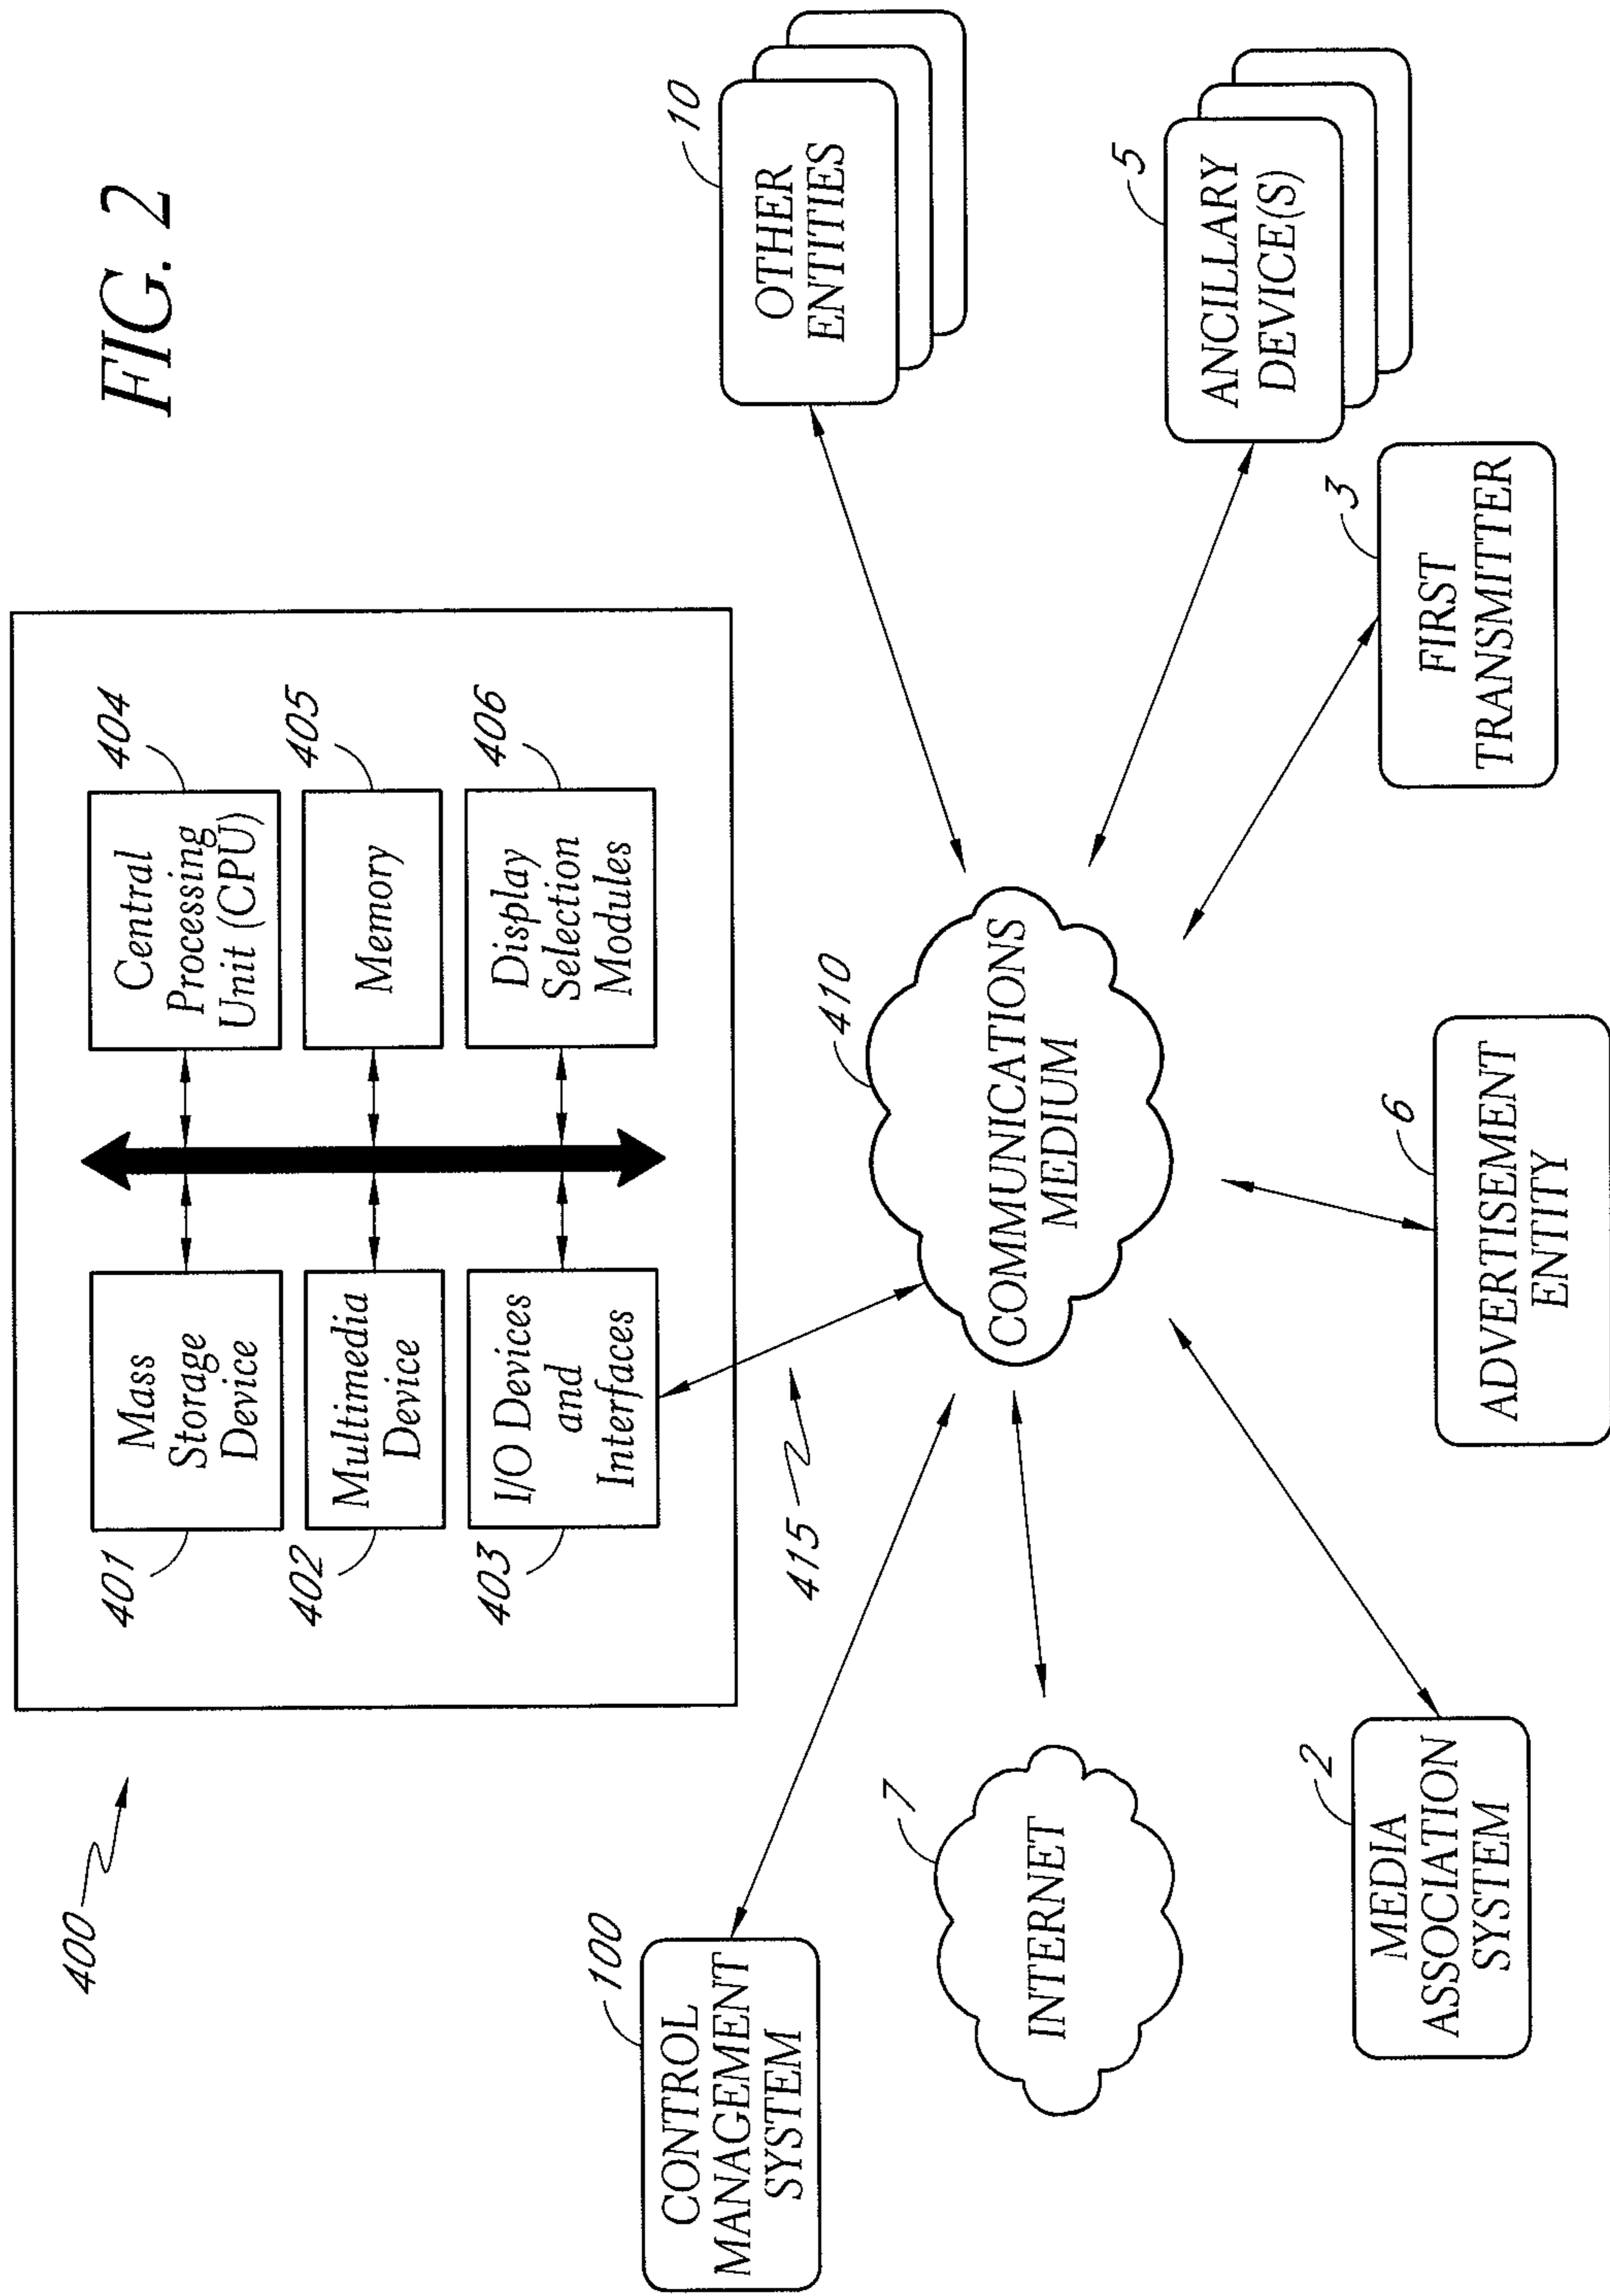 FIG. 2
400
401
Mass
Storage
Device
402
Multimedia
Device
403
I/O Devices
and
Interfaces
404
Central
Processing
Unit (CPU)
405
Memory
406
Display
Selection
Modules
415
410
COMMUNICATIONS
MEDIUM
100
CONTROL
MANAGEMENT
SYSTEM
7
INTERNET
2
MEDIA
ASSOCIATION
SYSTEM
6
ADVERTISEMENT
ENTITY
3
FIRST
TRANSMITTER
5
ANCILLARY
DEVICE(S)
10
OTHER
ENTITIES